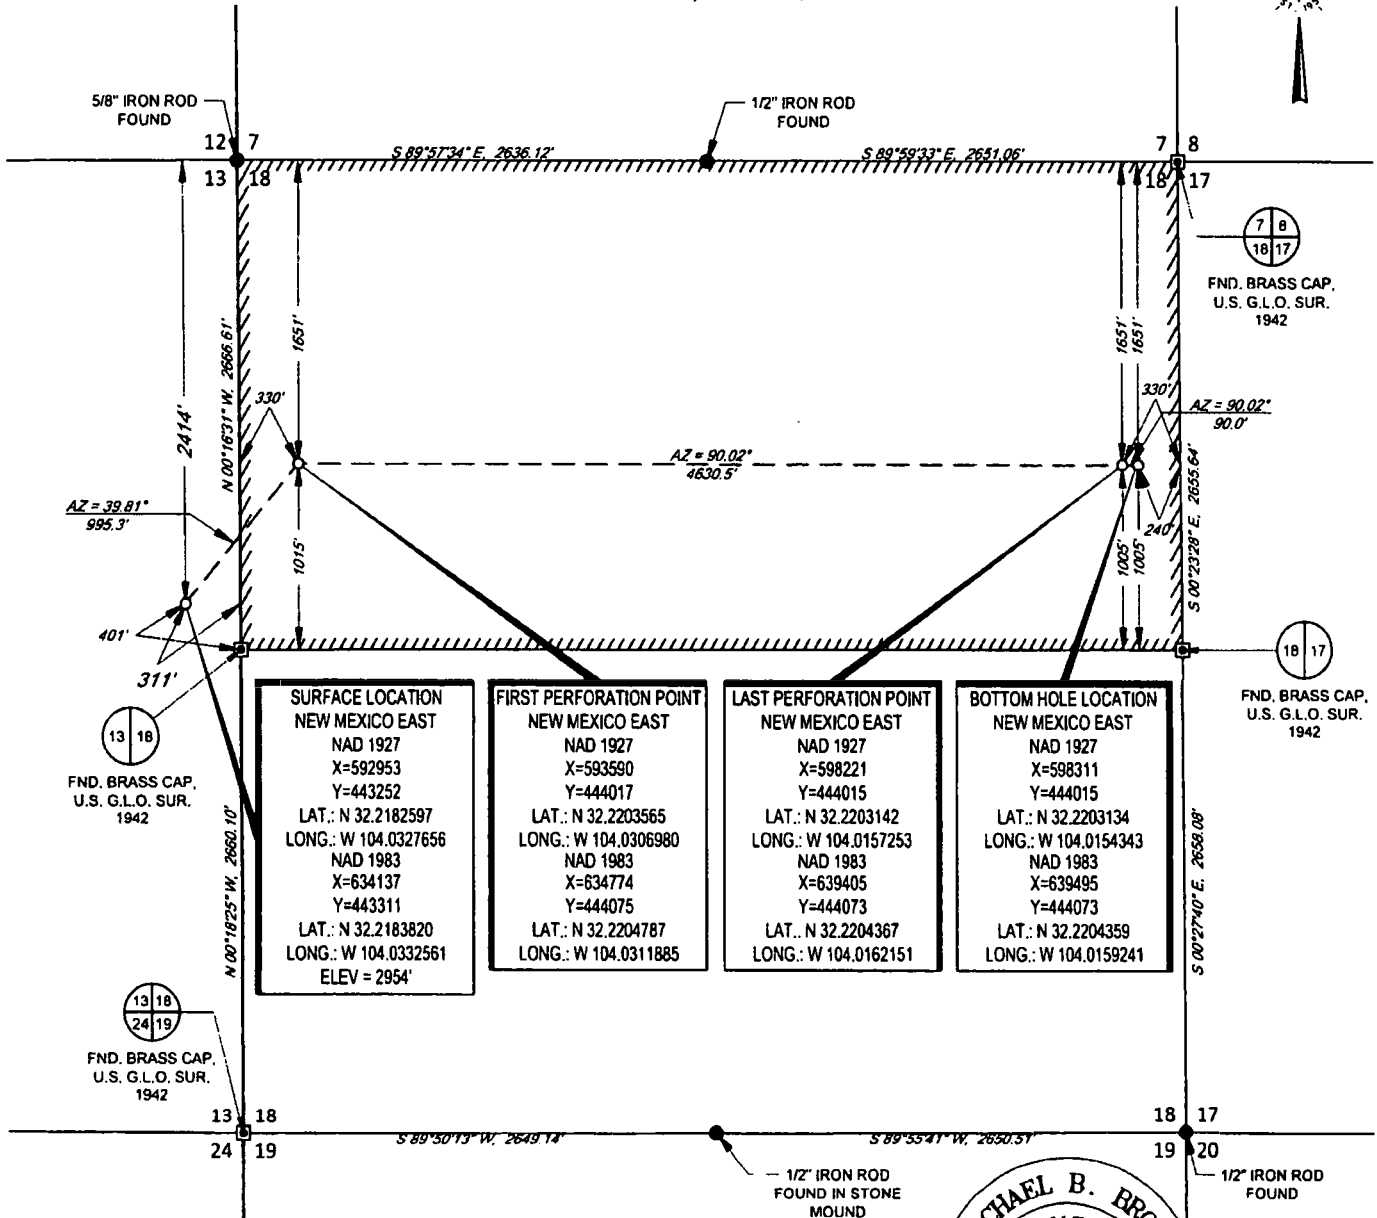 5/8" IRON ROD
FOUND
1/2" IRON ROD
FOUND
12 7
13 18
S 89°57'34" E, 2636.12'
S 89°59'33" E, 2651.06'
7 8
18 17
7 8
18 17
FND. BRASS CAP,
U.S. G.L.O. SUR.
1942
2414'
N 00°16'31" W, 2666.61'
1651'
330'
1651'
1651'
330'
AZ = 90.02°
90.0'
AZ = 90.02°
4630.5'
S 00°23'28" E, 2655.64'
AZ = 39.81°
995.3'
1015'
1005'
1005'
240'
401'
311'
13 18
FND. BRASS CAP,
U.S. G.L.O. SUR.
1942
18 17
FND. BRASS CAP,
U.S. G.L.O. SUR.
1942
SURFACE LOCATION
NEW MEXICO EAST
NAD 1927
X=592953
Y=443252
LAT.: N 32.2182597
LONG.: W 104.0327656
NAD 1983
X=634137
Y=443311
LAT.: N 32.2183820
LONG.: W 104.0332561
ELEV = 2954'
FIRST PERFORATION POINT
NEW MEXICO EAST
NAD 1927
X=593590
Y=444017
LAT.: N 32.2203565
LONG.: W 104.0306980
NAD 1983
X=634774
Y=444075
LAT.: N 32.2204787
LONG.: W 104.0311885
LAST PERFORATION POINT
NEW MEXICO EAST
NAD 1927
X=598221
Y=444015
LAT.: N 32.2203142
LONG.: W 104.0157253
NAD 1983
X=639405
Y=444073
LAT.: N 32.2204367
LONG.: W 104.0162151
BOTTOM HOLE LOCATION
NEW MEXICO EAST
NAD 1927
X=598311
Y=444015
LAT.: N 32.2203134
LONG.: W 104.0154343
NAD 1983
X=639495
Y=444073
LAT.: N 32.2204359
LONG.: W 104.0159241
N 00°18'25" W, 2660.10'
S 00°27'40" E, 2658.08'
13 18
24 19
FND. BRASS CAP,
U.S. G.L.O. SUR.
1942
13 18
24 19
S 89°50'13" W, 2649.14'
S 89°55'41" W, 2650.51'
18 17
19 20
1/2" IRON ROD
FOUND IN STONE
MOUND
1/2" IRON ROD
FOUND
B.